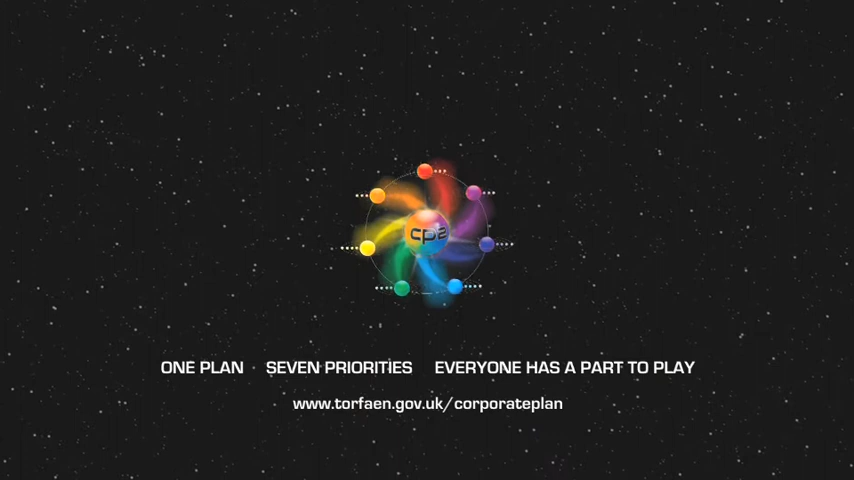 cp2
ONE PLAN SEVEN PRIORITIES EVERYONE HAS A PART TO PLAY
www.torfaen.gov.uk/corporateplan